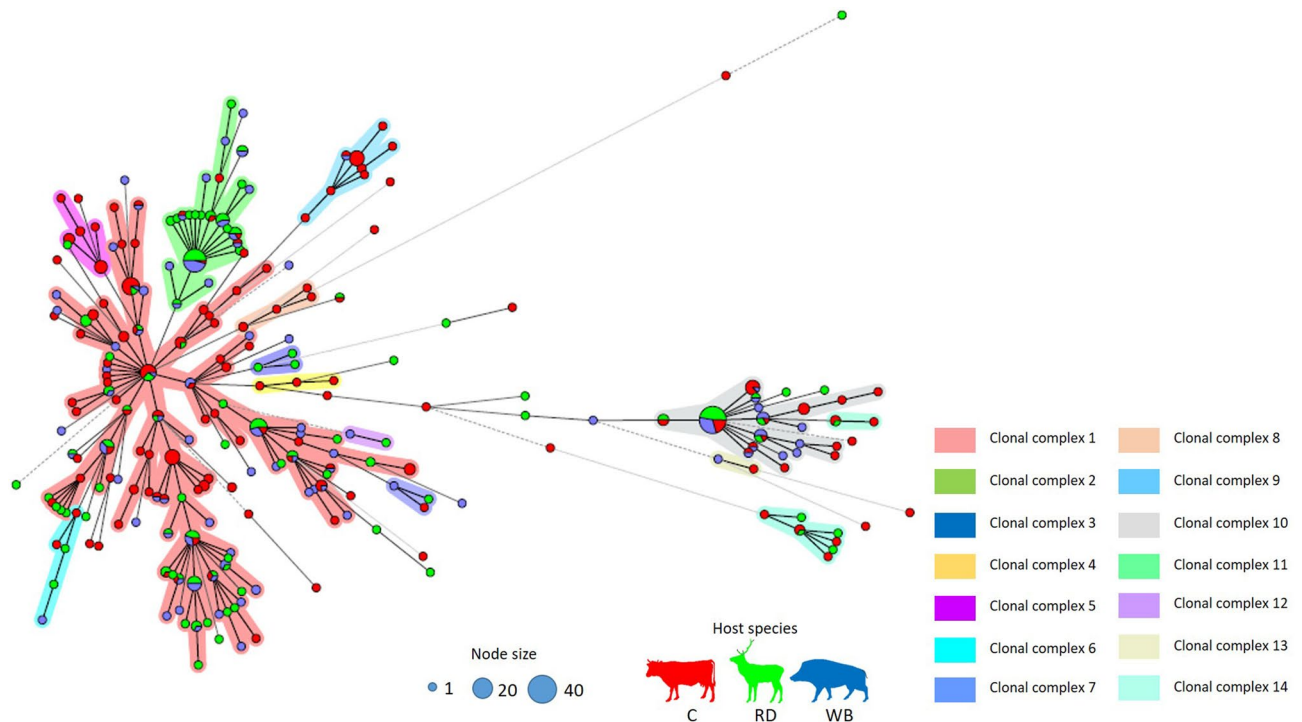 Clonal complex 1 Clonal complex 8
Clonal complex 2 Clonal complex 9
Clonal complex 3 Clonal complex 10
Clonal complex 4 Clonal complex 11
Clonal complex 5 Clonal complex 12
Clonal complex 6 Clonal complex 13
Clonal complex 7 Clonal complex 14
Node size
1 20 40
Host species
C RD WB